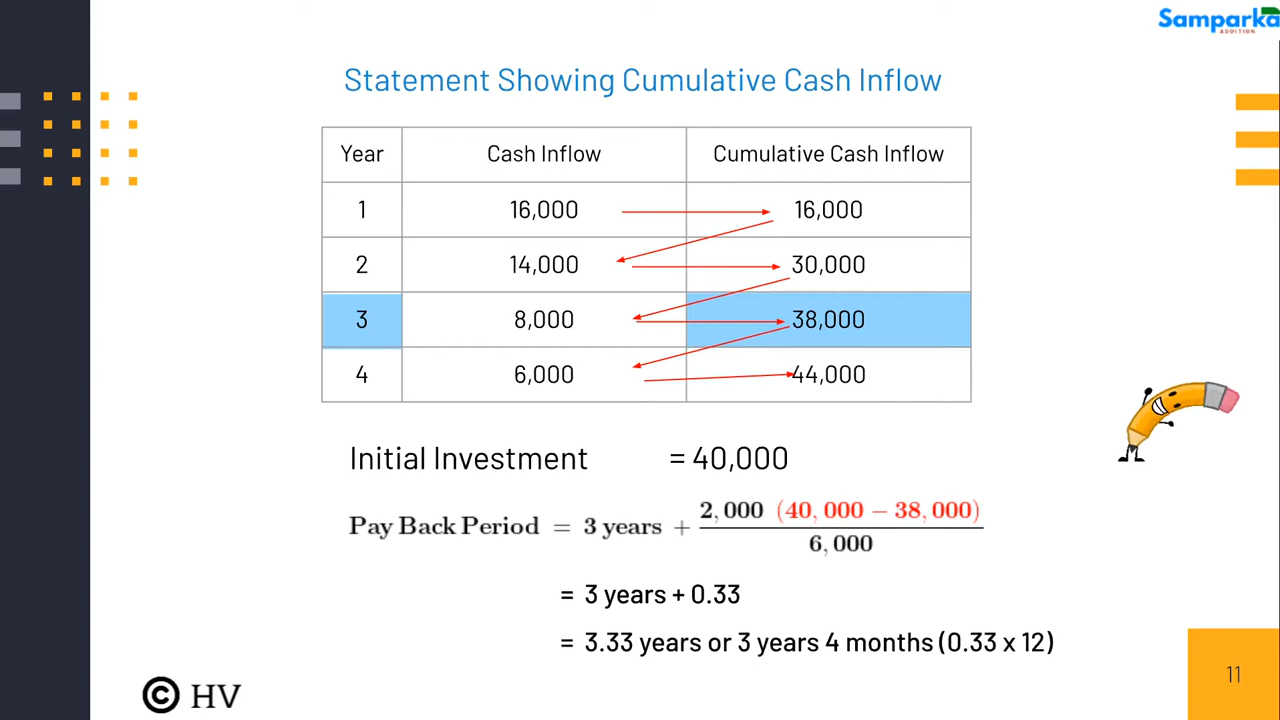 Samparka
ADDITION
Statement Showing Cumulative Cash Inflow
Year Cash Inflow Cumulative Cash Inflow
1 16,000 16,000
2 14,000 30,000
3 8,000 38,000
4 6,000 44,000
Initial Investment = 40,000
Pay Back Period = 3 years + 2,000 (40,000 − 38,000)
6,000
= 3 years + 0.33
= 3.33 years or 3 years 4 months (0.33 x 12)
© HV
11